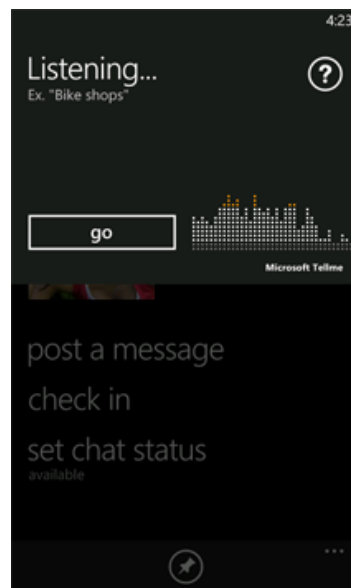 4:23
Listening...
?
Ex. "Bike shops"
go
Microsoft Tellme
post a message
check in
set chat status
available
...